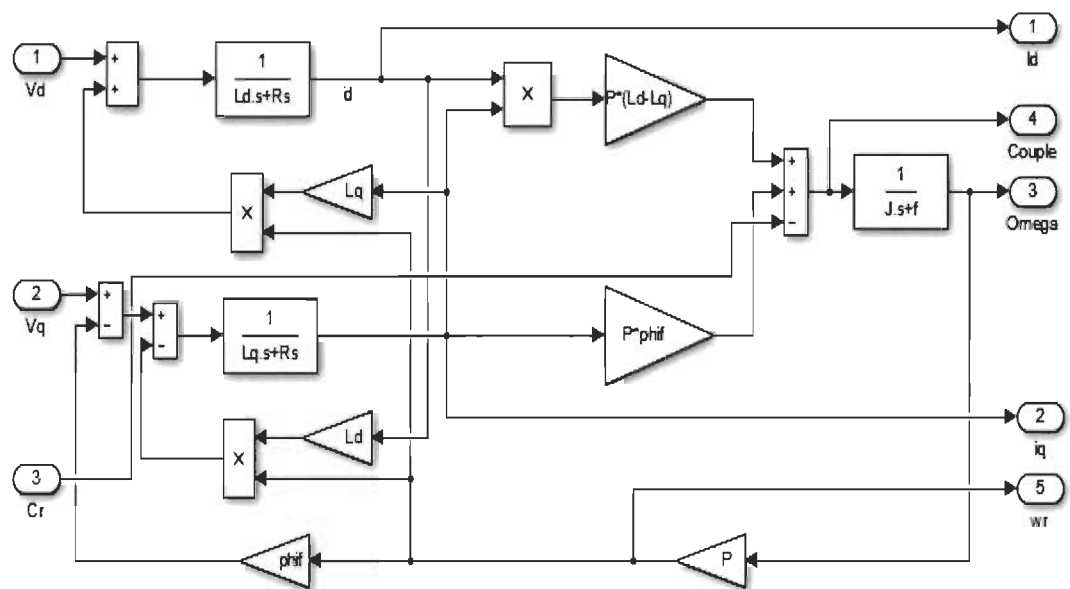 1
Vd
+
+
1
Ld.s+Rs
id
X
P*(Ld-Lq)
1
Id
4
Couple
+
+
-
1
J.s+f
3
Omega
X
Lq
2
Vq
+
-
+
-
1
Lq.s+Rs
P*phif
X
Ld
2
iq
3
Cr
5
wr
phif
P